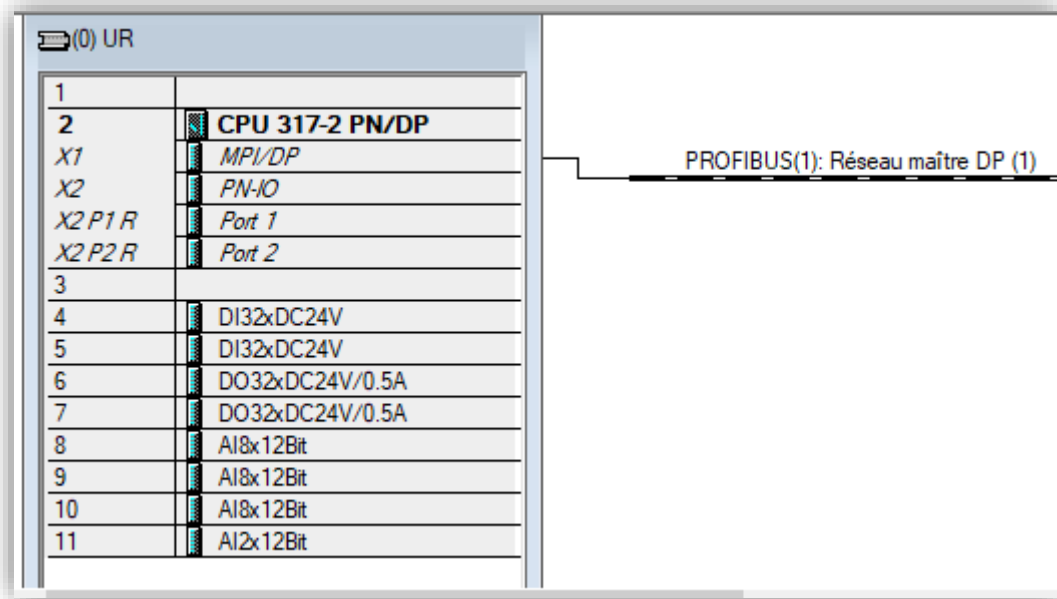 (0) UR
1
2 CPU 317-2 PN/DP
X1 MPI/DP
X2 PN-IO
X2 P1 R Port 1
X2 P2 R Port 2
3
4 DI32xDC24V
5 DI32xDC24V
6 DO32xDC24V/0.5A
7 DO32xDC24V/0.5A
8 AI8x12Bit
9 AI8x12Bit
10 AI8x12Bit
11 AI2x12Bit
PROFIBUS(1): Réseau maître DP (1)